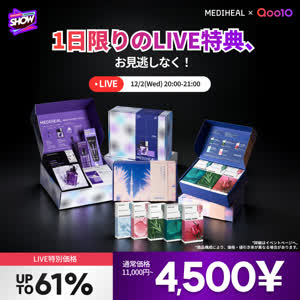 SHOW
MEDIHEAL × Qoo10
1日限りのLIVE特典、
お見逃しなく！
LIVE 12/2(Wed) 20:00-21:00
MEDIHEAL
LIVE特別価格
UP TO 61%
通常価格
11,000円~
4,500¥